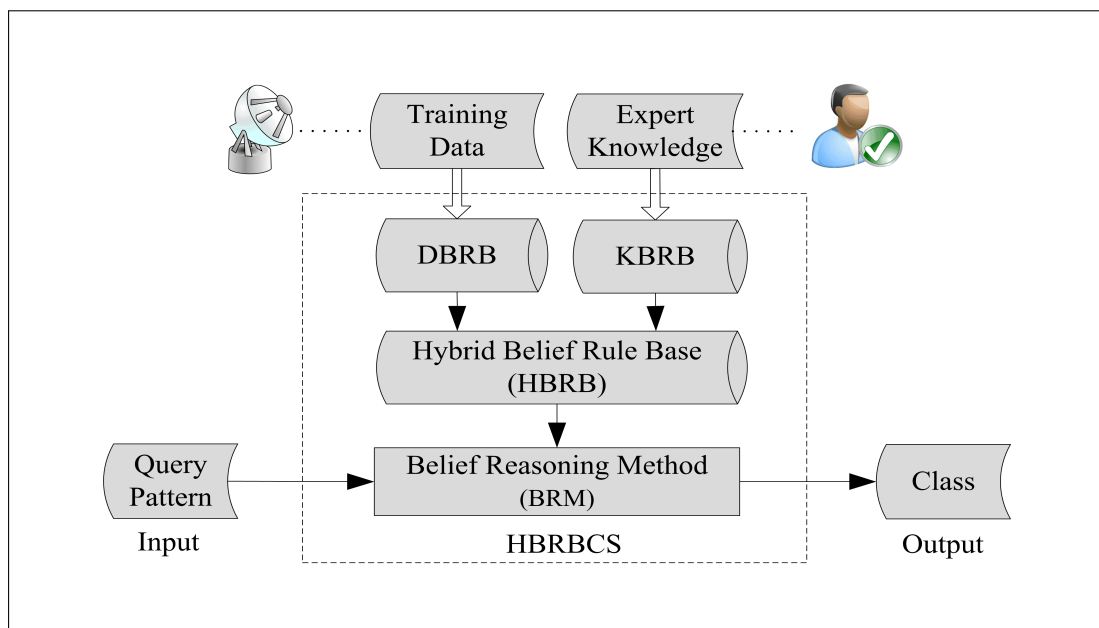 Training
Data
Expert
Knowledge
DBRB
KBRB
Hybrid Belief Rule Base
(HBRB)
Query
Pattern
Belief Reasoning Method
(BRM)
Class
Input
HBRBCS
Output